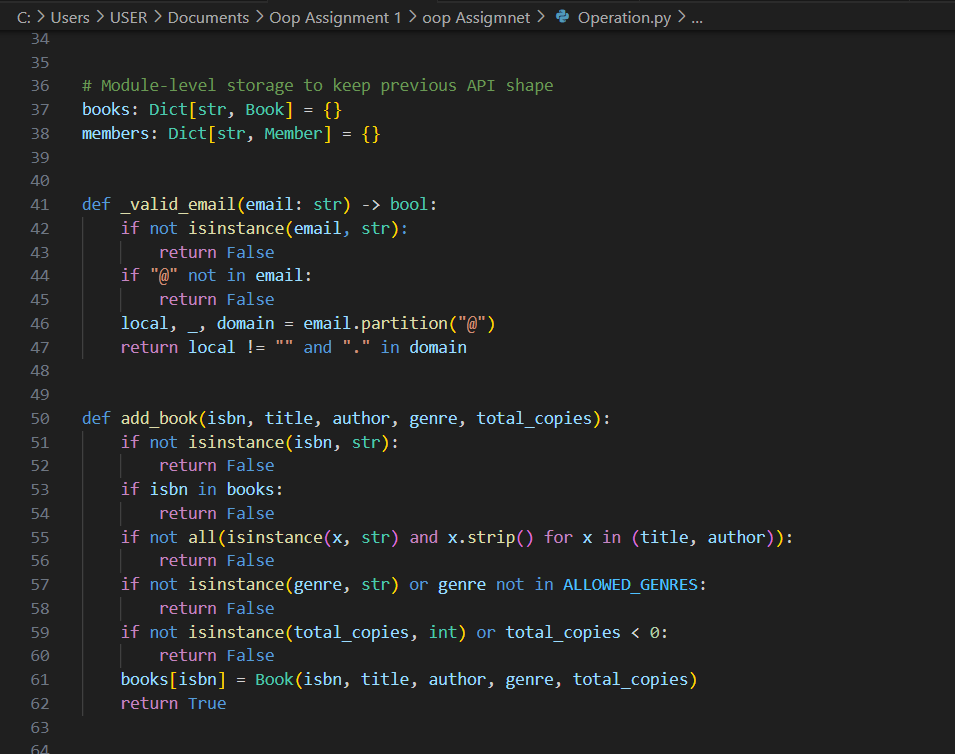 C: > Users > USER > Documents > Oop Assignment 1 > oop Assigmnet > Operation.py > ...
34
35
36 # Module-level storage to keep previous API shape
37 books: Dict[str, Book] = {}
38 members: Dict[str, Member] = {}
39
40
41 def _valid_email(email: str) -> bool:
42     if not isinstance(email, str):
43         return False
44     if "@" not in email:
45         return False
46     local, _, domain = email.partition("@")
47     return local != "" and "." in domain
48
49
50 def add_book(isbn, title, author, genre, total_copies):
51     if not isinstance(isbn, str):
52         return False
53     if isbn in books:
54         return False
55     if not all(isinstance(x, str) and x.strip() for x in (title, author)):
56         return False
57     if not isinstance(genre, str) or genre not in ALLOWED_GENRES:
58         return False
59     if not isinstance(total_copies, int) or total_copies < 0:
60         return False
61     books[isbn] = Book(isbn, title, author, genre, total_copies)
62     return True
63
64